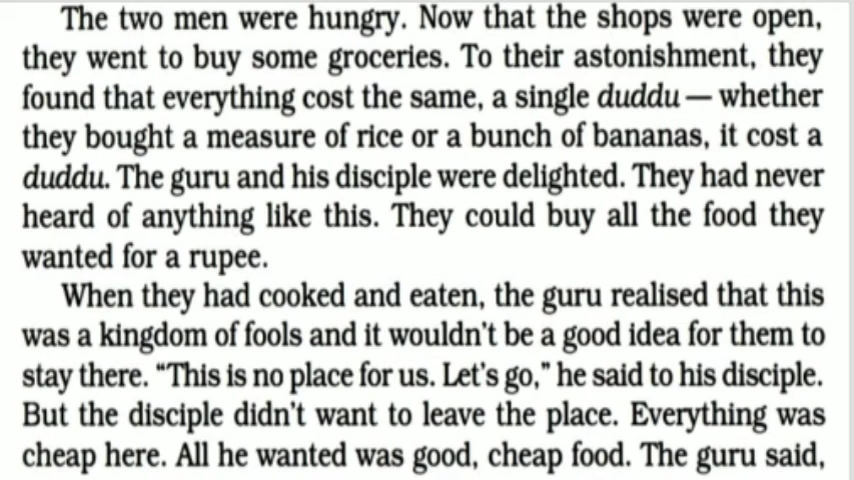 The two men were hungry. Now that the shops were open,
they went to buy some groceries. To their astonishment, they
found that everything cost the same, a single duddu — whether
they bought a measure of rice or a bunch of bananas, it cost a
duddu. The guru and his disciple were delighted. They had never
heard of anything like this. They could buy all the food they
wanted for a rupee.
When they had cooked and eaten, the guru realised that this
was a kingdom of fools and it wouldn't be a good idea for them to
stay there. “This is no place for us. Let's go,” he said to his disciple.
But the disciple didn't want to leave the place. Everything was
cheap here. All he wanted was good, cheap food. The guru said,